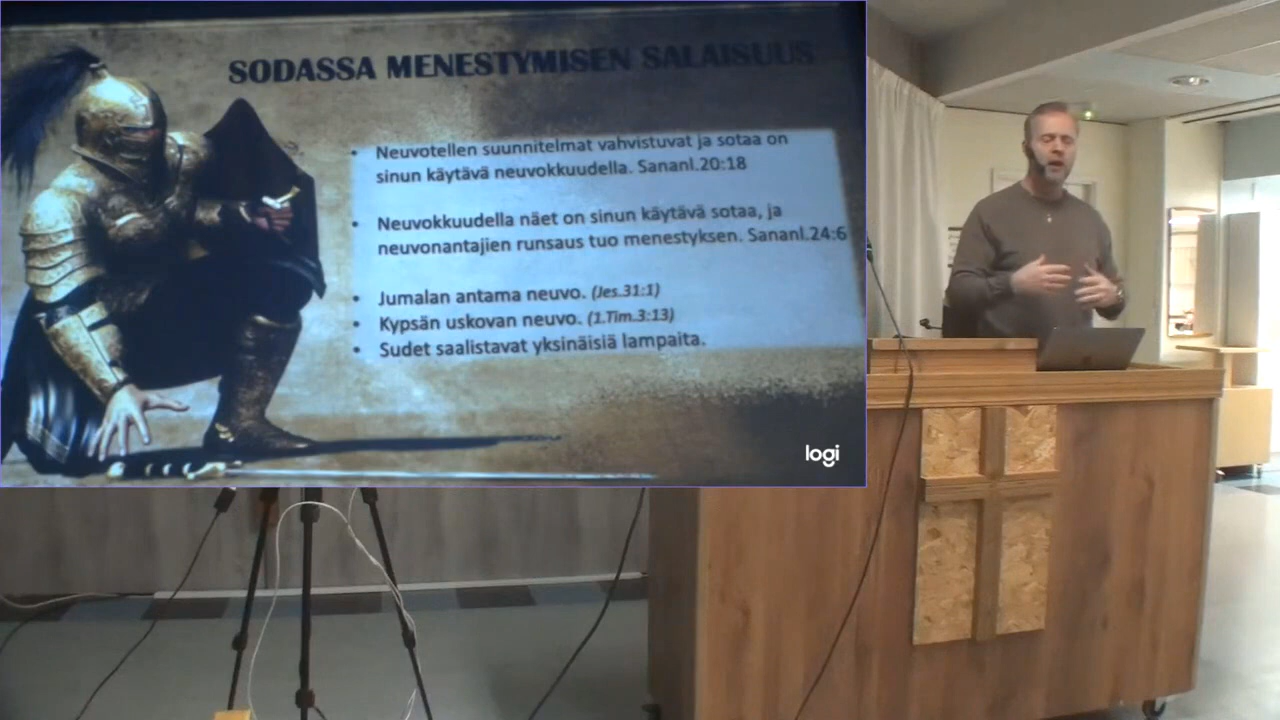 SODASSA MENESTYMISEN SALAISUUS
• Neuvotellen suunnitelmat vahvistuvat ja sotaa on
sinun käytävä neuvokkuudella. Sananl.20:18
• Neuvokkuudella näet on sinun käytävä sotaa, ja
neuvonantajien runsaus tuo menestyksen. Sananl.24:6
• Jumalan antama neuvo. (Jes.31:1)
• Kypsän uskovan neuvo. (1.Tim.3:13)
• Sudet saalistavat yksinäisiä lampaita.
logi